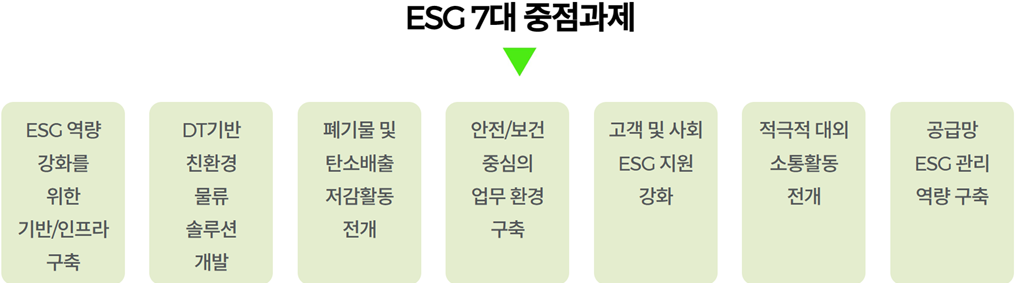 ESG 7대 중점과제
ESG 역량
강화를
위한
기반/인프라
구축
DT기반
친환경
물류
솔루션
개발
폐기물 및
탄소배출
저감활동
전개
안전/보건
중심의
업무 환경
구축
고객 및 사회
ESG 지원
강화
적극적 대외
소통활동
전개
공급망
ESG 관리
역량 구축